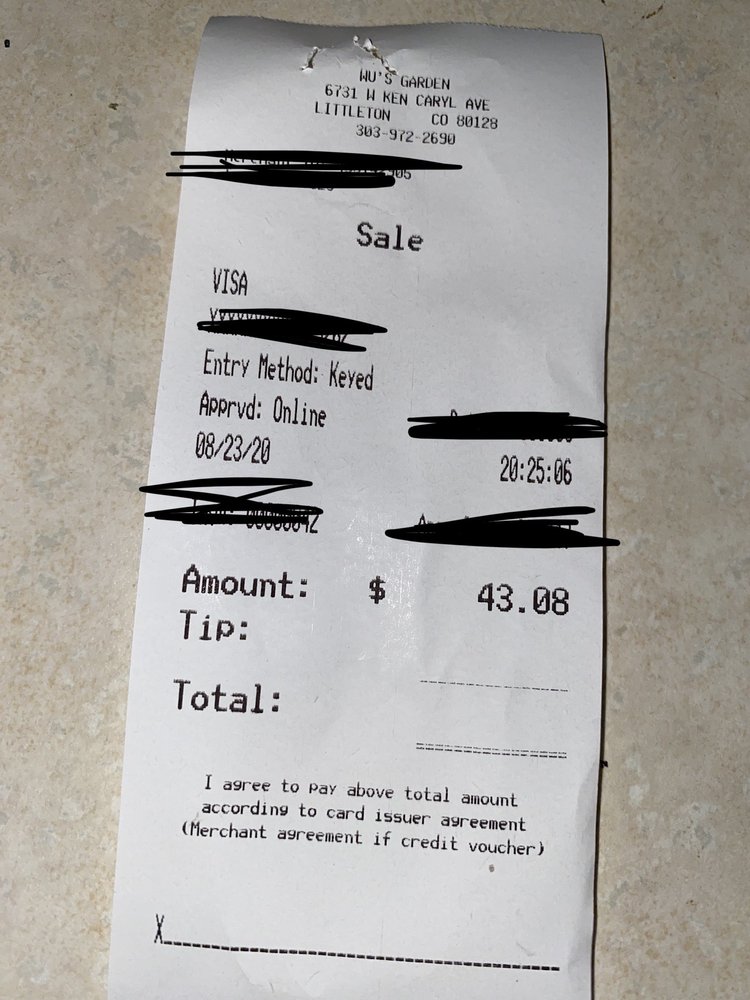 WU'S GARDEN
6731 W KEN CARYL AVE
LITTLETON CO 80128
303-972-2690
Sale
VISA
Entry Method: Keyed
Apprvd: Online
08/23/20 20:25:06
Amount: $ 43.08
Tip:
Total:
I agree to pay above total amount
according to card issuer agreement
(Merchant agreement if credit voucher)
X